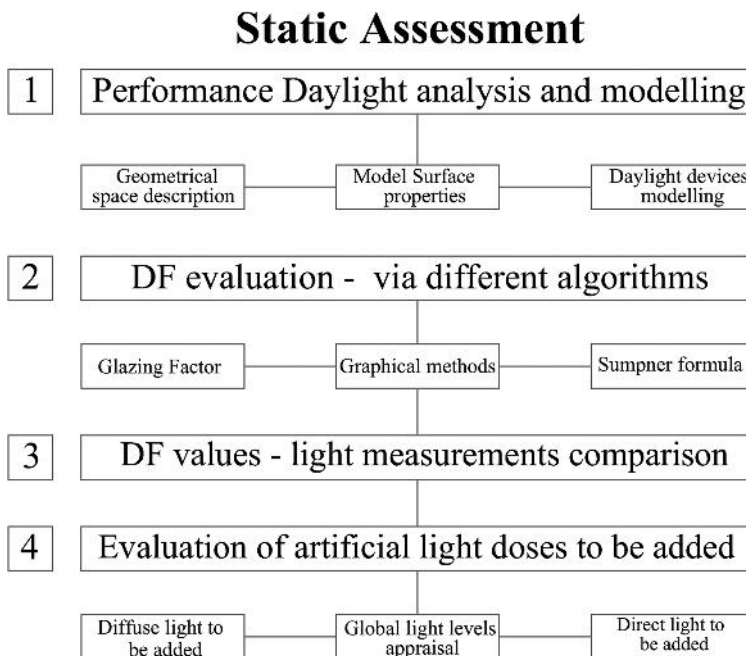 Static Assessment
1 Performance Daylight analysis and modelling
Geometrical
space description
Model Surface
properties
Daylight devices
modelling
2 DF evaluation - via different algorithms
Glazing Factor
Graphical methods
Sumpner formula
3 DF values - light measurements comparison
4 Evaluation of artificial light doses to be added
Diffuse light to
be added
Global light levels
appraisal
Direct light to
be added